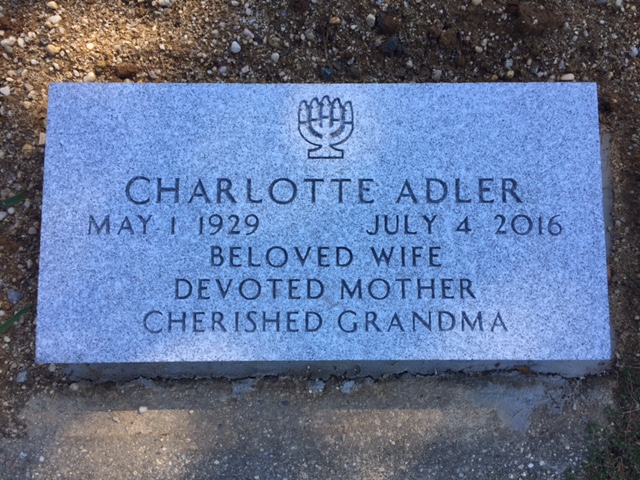 CHARLOTTE ADLER
MAY 1 1929 JULY 4 2016
BELOVED WIFE
DEVOTED MOTHER
CHERISHED GRANDMA